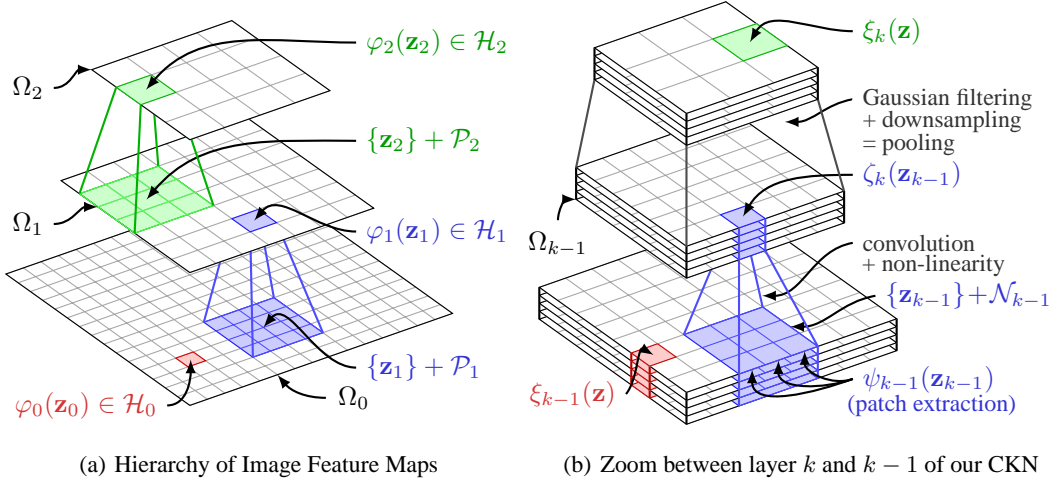 φ₂(z₂) ∈ ℋ₂
Ω₂
{z₂} + 𝒫₂
Ω₁
φ₁(z₁) ∈ ℋ₁
{z₁} + 𝒫₁
φ₀(z₀) ∈ ℋ₀
Ω₀
(a) Hierarchy of Image Feature Maps
ξₖ(z)
Gaussian filtering
+ downsampling
= pooling
ζₖ(zₖ₋₁)
Ωₖ₋₁
convolution
+ non-linearity
{zₖ₋₁}+𝒩ₖ₋₁
ξₖ₋₁(z)
ψₖ₋₁(zₖ₋₁)
(patch extraction)
(b) Zoom between layer k and k − 1 of our CKN